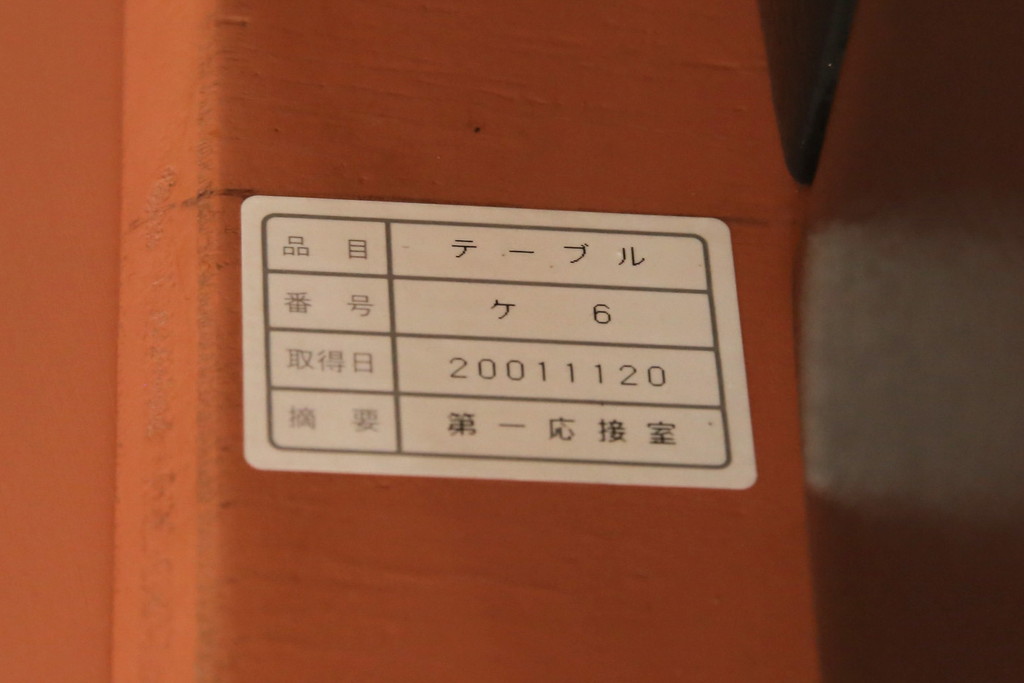 品目 テーブル
番号 ケ 6
取得日 20011120
摘要 第一応接室